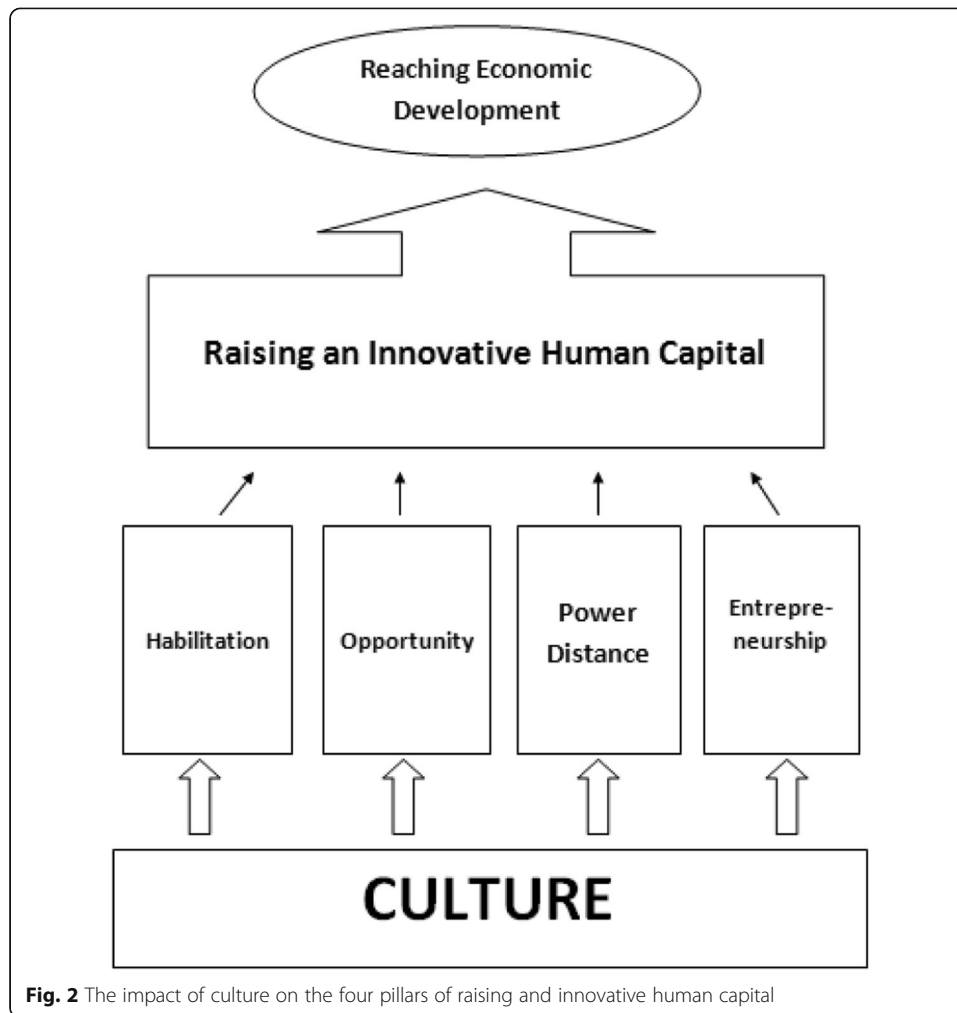 Reaching Economic
Development
Raising an Innovative Human Capital
Habilitation
Opportunity
Power
Distance
Entrepre-
neurship
CULTURE
Fig. 2 The impact of culture on the four pillars of raising and innovative human capital